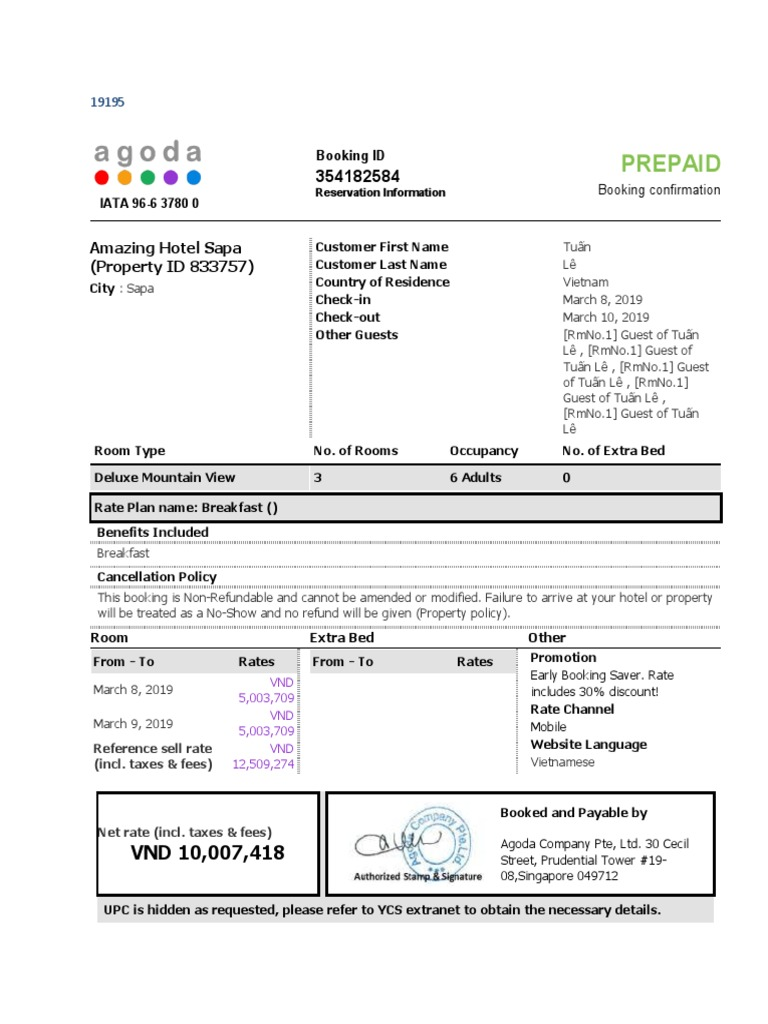 19195
agoda
IATA 96-6 3780 0
Booking ID
354182584
Reservation Information
PREPAID
Booking confirmation
Amazing Hotel Sapa
(Property ID 833757)
City : Sapa
Customer First Name Tuấn
Customer Last Name Lê
Country of Residence Vietnam
Check-in March 8, 2019
Check-out March 10, 2019
Other Guests [RmNo.1] Guest of Tuấn
Lê , [RmNo.1] Guest of
Tuấn Lê , [RmNo.1] Guest
of Tuấn Lê , [RmNo.1]
Guest of Tuấn Lê ,
[RmNo.1] Guest of Tuấn
Lê
Room Type No. of Rooms Occupancy No. of Extra Bed
Deluxe Mountain View 3 6 Adults 0
Rate Plan name: Breakfast ()
Benefits Included
Breakfast
Cancellation Policy
This booking is Non-Refundable and cannot be amended or modified. Failure to arrive at your hotel or property
will be treated as a No-Show and no refund will be given (Property policy).
Room Extra Bed Other
From - To Rates From - To Rates
March 8, 2019 VND
5,003,709
March 9, 2019 VND
5,003,709
Reference sell rate VND
(incl. taxes & fees) 12,509,274
Promotion
Early Booking Saver. Rate
includes 30% discount!
Rate Channel
Mobile
Website Language
Vietnamese
Net rate (incl. taxes & fees)
VND 10,007,418
Agoda Company Pte, Ltd.
Authorized Stamp & Signature
Booked and Payable by
Agoda Company Pte, Ltd. 30 Cecil
Street, Prudential Tower #19-
08,Singapore 049712
UPC is hidden as requested, please refer to YCS extranet to obtain the necessary details.